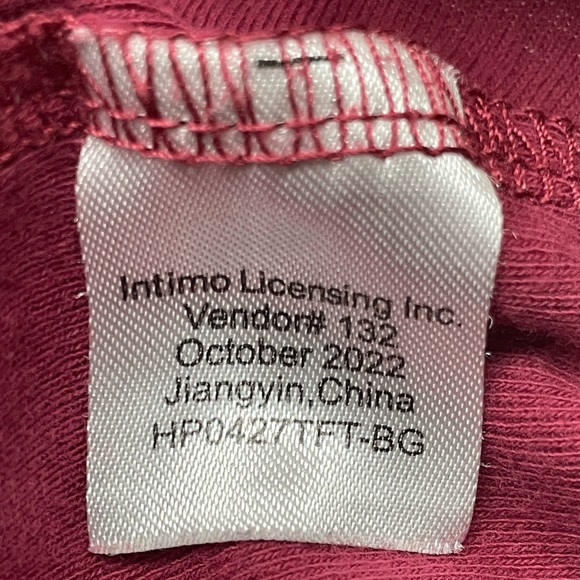 Intimo Licensing Inc.
Vendor# 132
October 2022
Jiangyin,China
HP0427TFT-BG